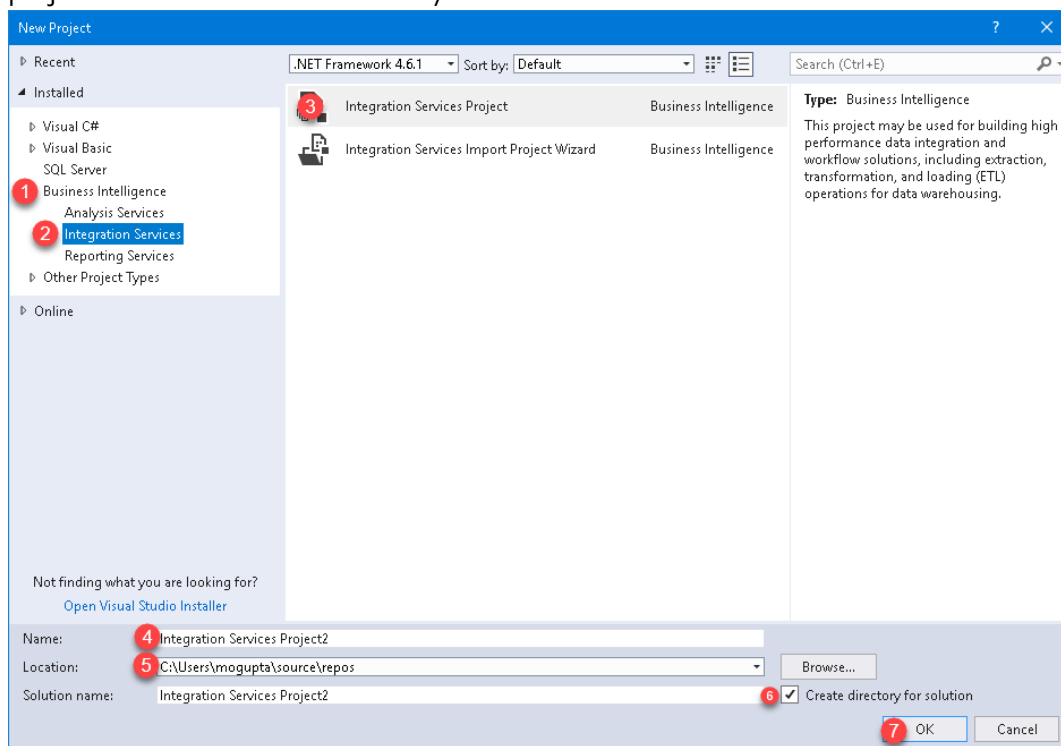 New Project
Recent
Installed
Visual C#
Visual Basic
SQL Server
1 Business Intelligence
Analysis Services
2 Integration Services
Reporting Services
Other Project Types
Online
Not finding what you are looking for?
Open Visual Studio Installer
.NET Framework 4.6.1 Sort by: Default
3 Integration Services Project Business Intelligence
Integration Services Import Project Wizard Business Intelligence
Search (Ctrl+E)
Type: Business Intelligence
This project may be used for building high
performance data integration and
workflow solutions, including extraction,
transformation, and loading (ETL)
operations for data warehousing.
Name: 4 Integration Services Project2
Location: 5 C:\Users\mogupta\source\repos Browse...
Solution name: Integration Services Project2 6 Create directory for solution
7 OK Cancel